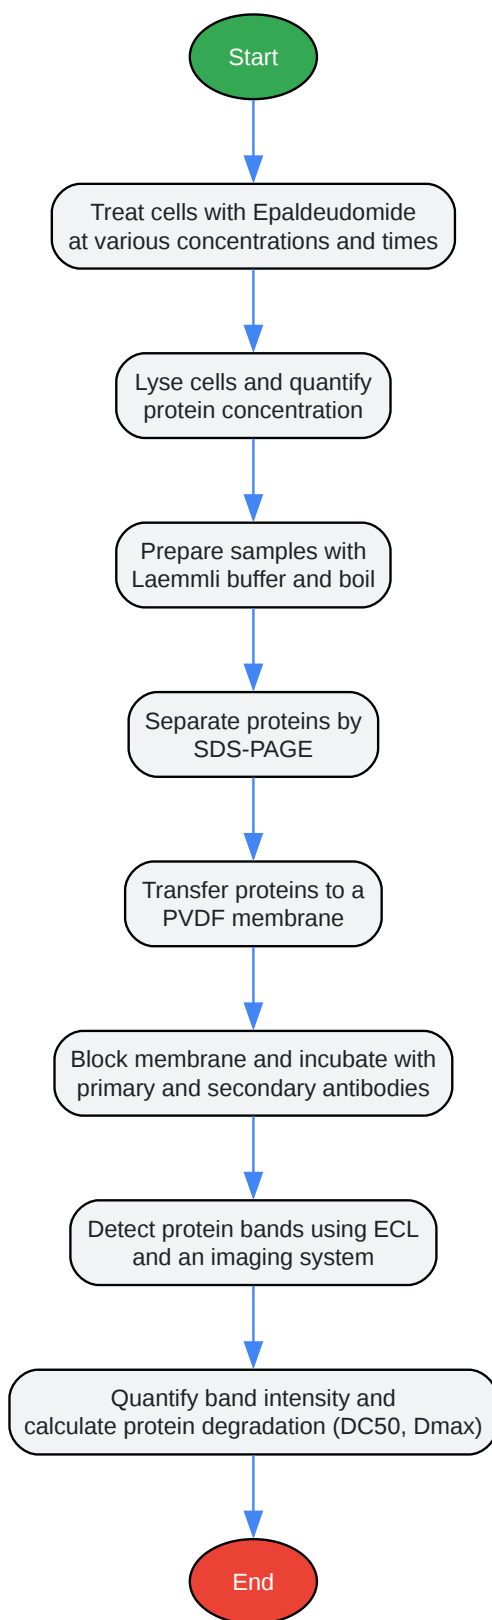 Start
Treat cells with Epaldeudomide
at various concentrations and times
Lyse cells and quantify
protein concentration
Prepare samples with
Laemmli buffer and boil
Separate proteins by
SDS-PAGE
Transfer proteins to a
PVDF membrane
Block membrane and incubate with
primary and secondary antibodies
Detect protein bands using ECL
and an imaging system
Quantify band intensity and
calculate protein degradation (DC50, Dmax)
End